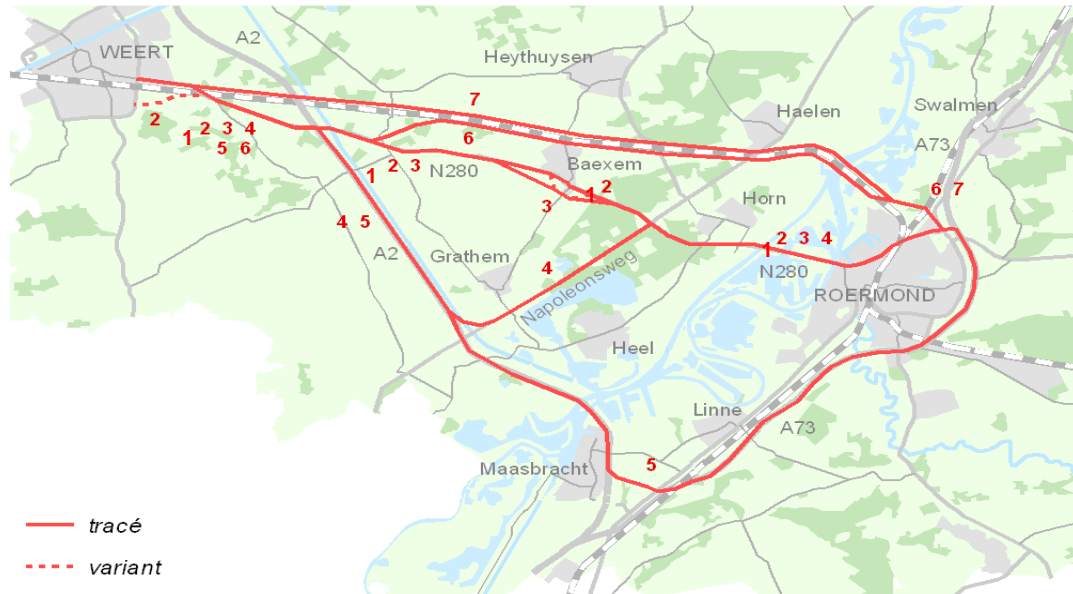 A2
WEERT
Heythuysen
7
Haelen
Swalmen
2
1 2 3 4
5 6
6
A73
1 2 3 N280
Baexem
1 2
3
6 7
Horn
4 5
A2
Grathem
4
Napoleonsweg
1 2 3 4
N280
ROERMOND
Heel
Linne
A73
Maasbracht
5
tracé
variant